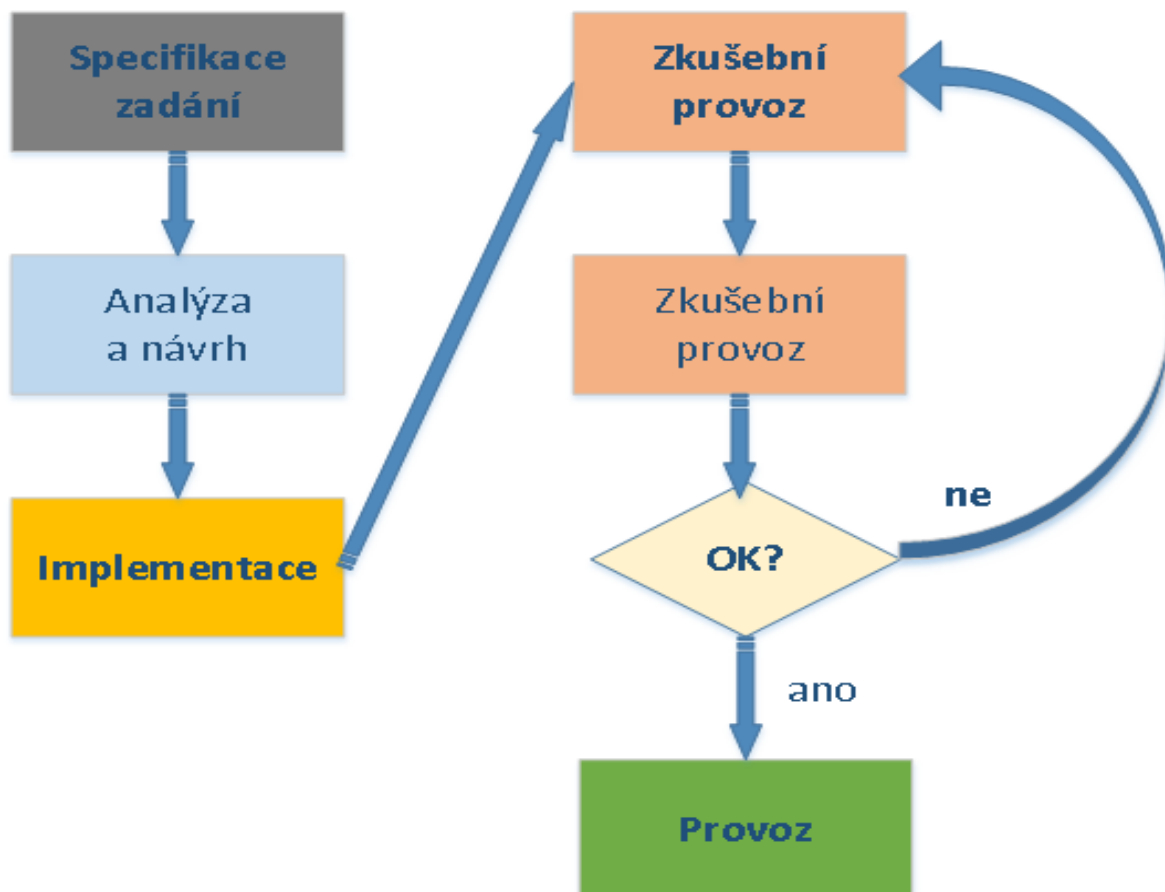 Specifikace
zadání
Analýza
a návrh
Implementace
Zkušební
provoz
Zkušební
provoz
OK?
ne
ano
Provoz